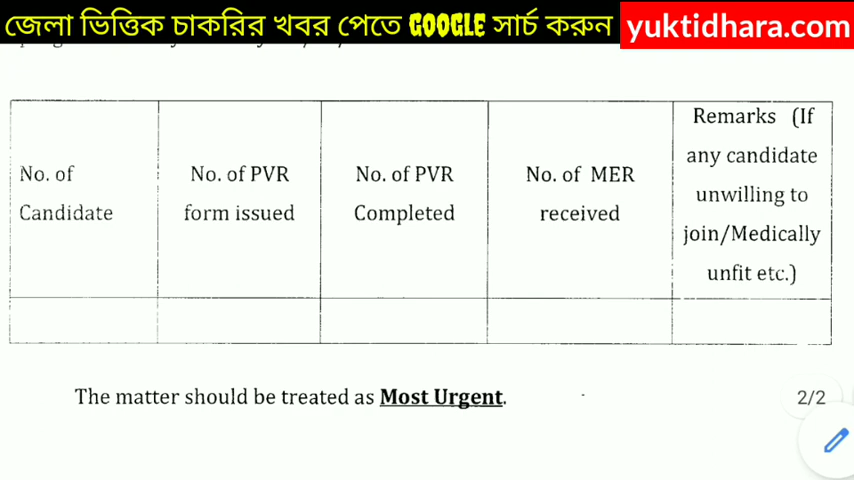 জেলা ভিত্তিক চাকরির খবর পেতে GOOGLE সার্চ করুন yuktidhara.com
No. of
Candidate
No. of PVR
form issued
No. of PVR
Completed
No. of MER
received
Remarks (If
any candidate
unwilling to
join/Medically
unfit etc.)
The matter should be treated as Most Urgent.
2/2